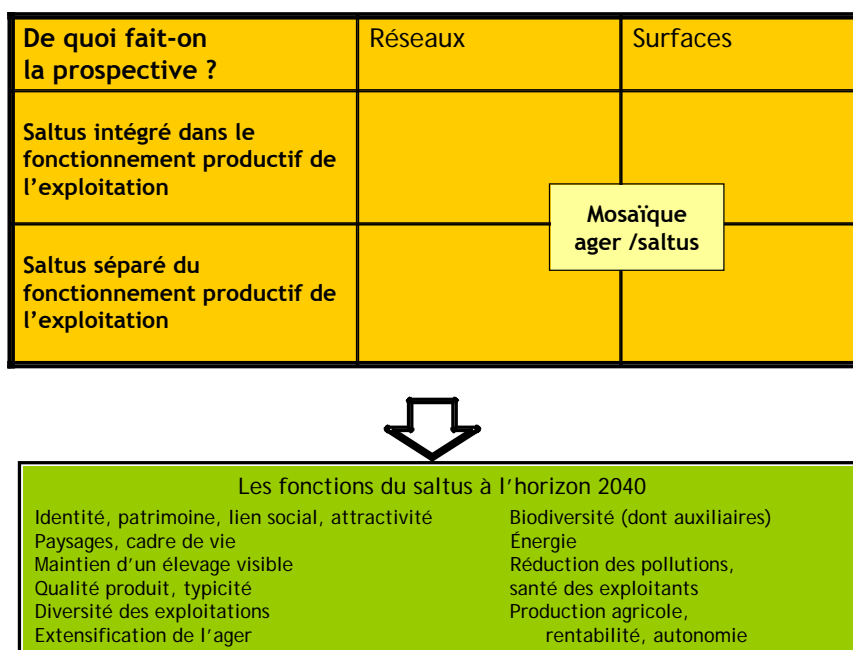 De quoi fait-on
la prospective ?
Réseaux
Surfaces
Saltus intégré dans le
fonctionnement productif de
l’exploitation
Mosaïque
ager /saltus
Saltus séparé du
fonctionnement productif de
l’exploitation
Les fonctions du saltus à l’horizon 2040
Identité, patrimoine, lien social, attractivité
Paysages, cadre de vie
Maintien d’un élevage visible
Qualité produit, typicité
Diversité des exploitations
Extensification de l’ager
Biodiversité (dont auxiliaires)
Énergie
Réduction des pollutions,
santé des exploitants
Production agricole,
rentabilité, autonomie